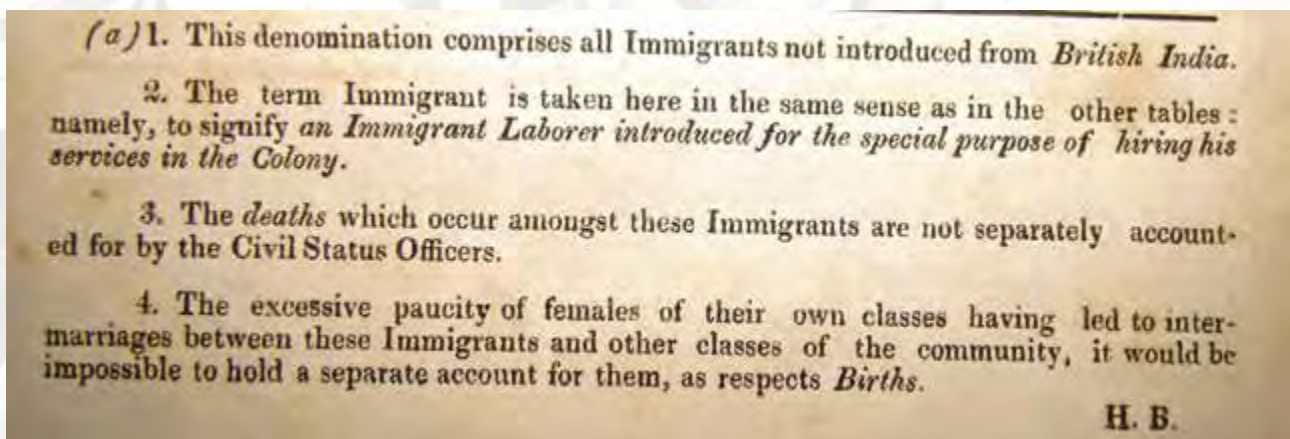 (a) 1. This denomination comprises all Immigrants not introduced from British India.
2. The term Immigrant is taken here in the same sense as in the other tables :
namely, to signify an Immigrant Laborer introduced for the special purpose of hiring his
services in the Colony.
3. The deaths which occur amongst these Immigrants are not separately account-
ed for by the Civil Status Officers.
4. The excessive paucity of females of their own classes having led to inter-
marriages between these Immigrants and other classes of the community, it would be
impossible to hold a separate account for them, as respects Births.
H. B.